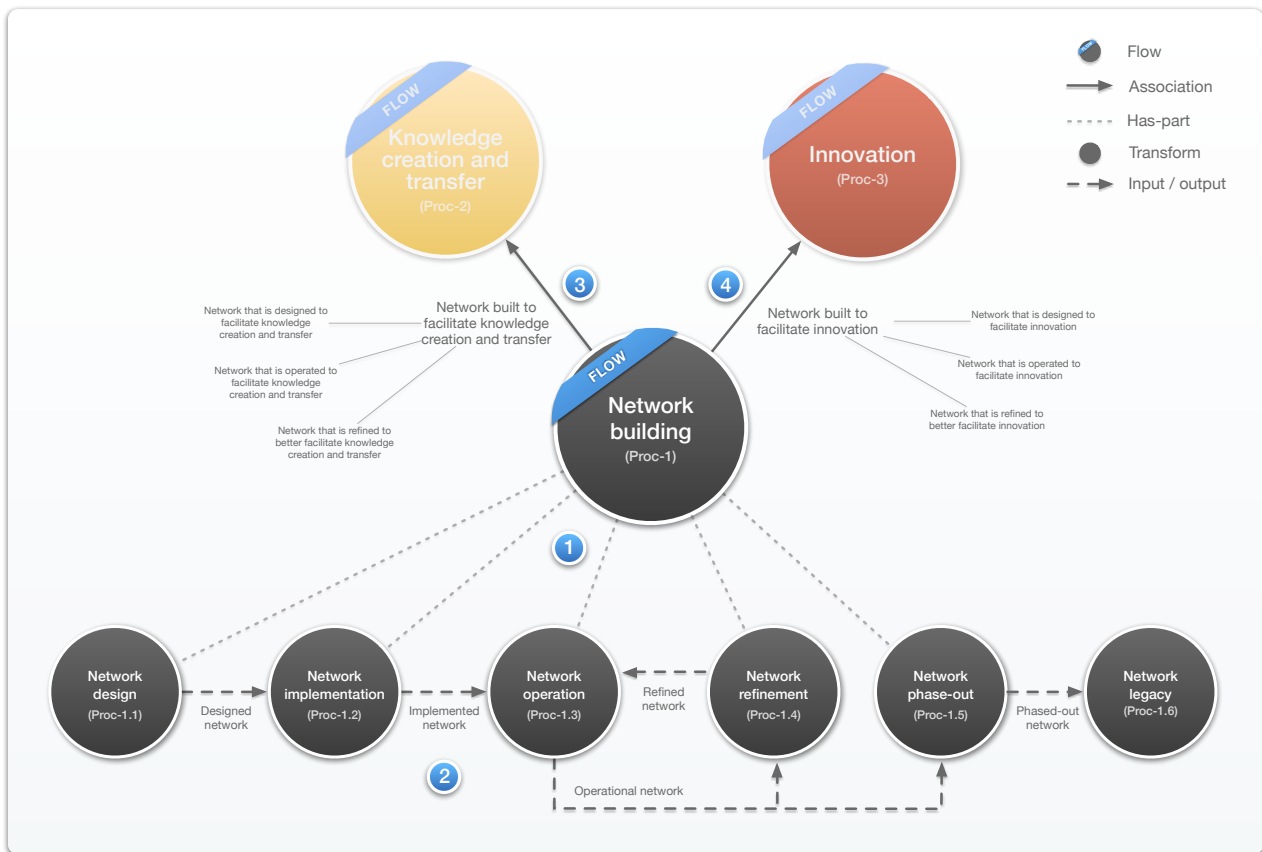 FLOW
Knowledge
creation and
transfer
(Proc-2)
FLOW
Innovation
(Proc-3)
Flow
Association
Has-part
Transform
Input / output
FLOW
3
4
Network that is designed to
facilitate knowledge
creation and transfer
Network built to
facilitate knowledge
creation and transfer
Network that is operated to
facilitate knowledge
creation and transfer
Network that is refined to
better facilitate knowledge
creation and transfer
Network built to
facilitate innovation
Network that is designed to
facilitate innovation
Network that is operated to
facilitate innovation
Network that is refined to
better facilitate innovation
FLOW
Network
building
(Proc-1)
1
Network
design
(Proc-1.1)
Designed
network
Network
implementation
(Proc-1.2)
Implemented
network
Network
operation
(Proc-1.3)
Refined
network
Network
refinement
(Proc-1.4)
Network
phase-out
(Proc-1.5)
Phased-out
network
Network
legacy
(Proc-1.6)
2
Operational network